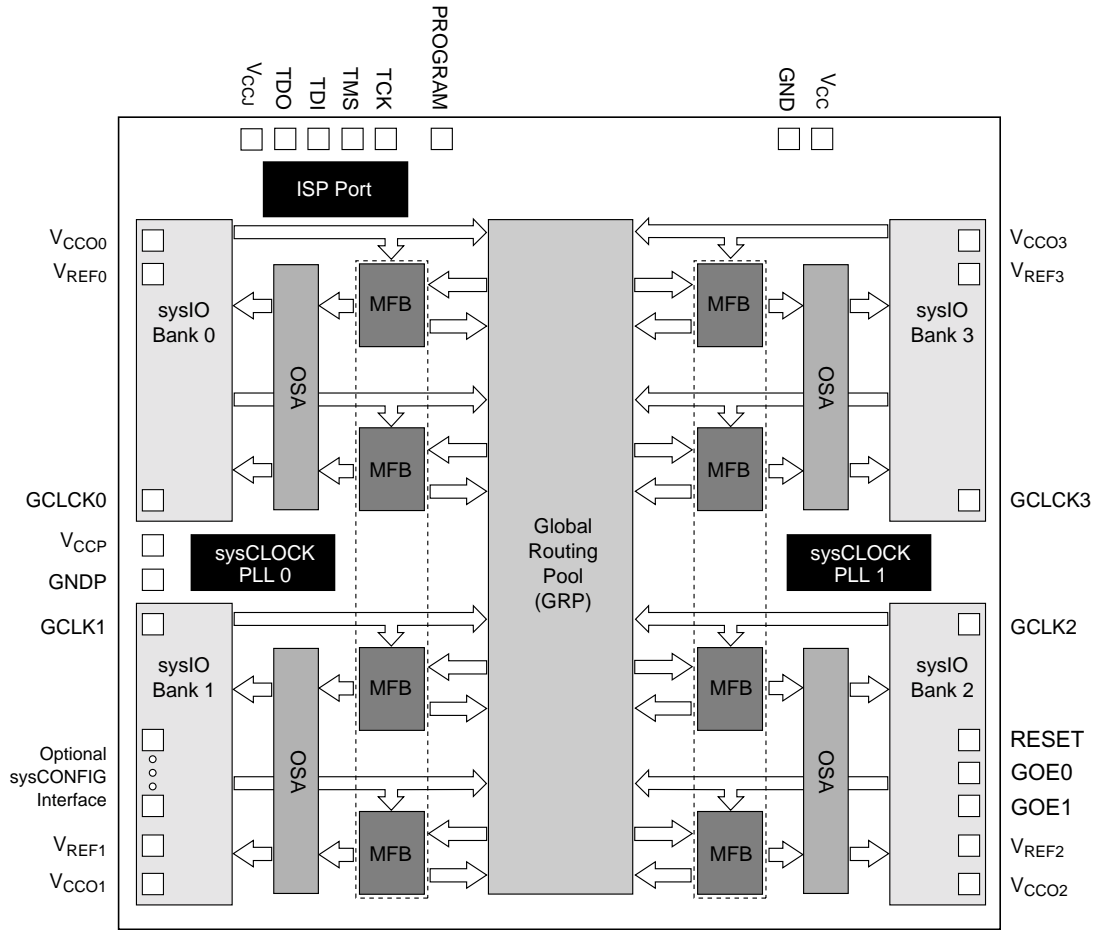 VCCJ
TDO
TDI
TMS
TCK
PROGRAM
GND
VCC
ISP Port
VCCO0
VREF0
sysIO
Bank 0
OSA
MFB
MFB
GCLCK0
VCCP
GNDP
sysCLOCK
PLL 0
Global
Routing
Pool
(GRP)
MFB
MFB
OSA
sysIO
Bank 3
VCCO3
VREF3
GCLCK3
sysCLOCK
PLL 1
GCLK1
sysIO
Bank 1
Optional
sysCONFIG
Interface
VREF1
VCCO1
OSA
MFB
MFB
MFB
MFB
OSA
sysIO
Bank 2
GCLK2
RESET
GOE0
GOE1
VREF2
VCCO2